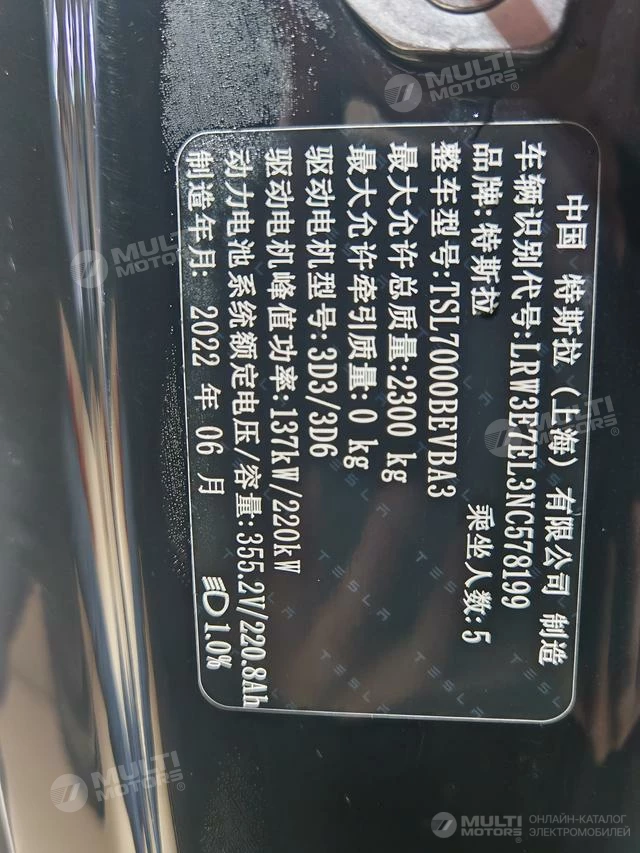 中国 特斯拉（上海）有限公司 制造
车辆识别代号:LRW3E7EL3NC578199
品牌:特斯拉 乘坐人数:5
整车型号:TSL7000BEVBA3
最大允许总质量:2300 kg
最大允许牵引质量: 0 kg
驱动电机型号:3D3/3D6
驱动电机峰值功率:137kW/220kW
动力电池系统额定电压/容量:355.2V/220.8Ah
制造年月: 2022 年 06 月 1.0%
TESLA
TESLA
TESLA
TESLA
TESLA
MULTI MOTORS®
MULTI MOTORS®
MULTI MOTORS®
MULTI MOTORS®
MULTI MOTORS® ОНЛАЙН-КАТАЛОГ ЭЛЕКТРОМОБИЛЕЙ